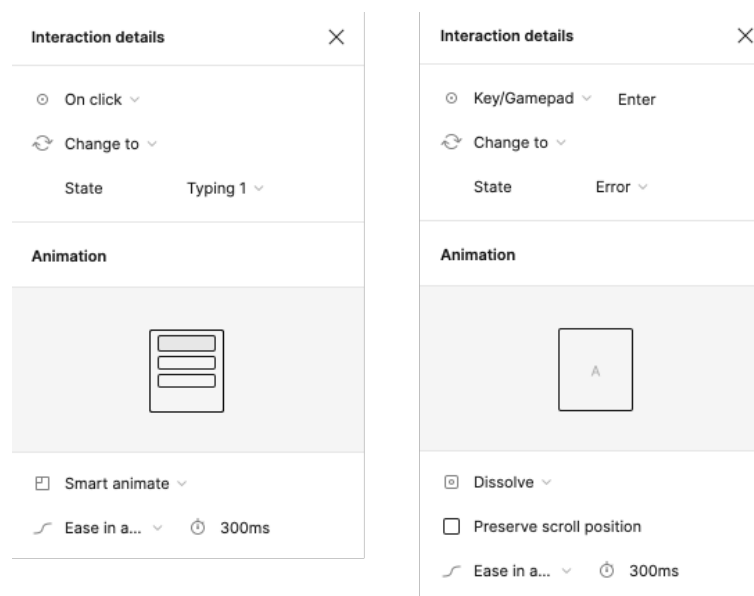 Interaction details
On click
Change to
State Typing 1
Animation
Smart animate
Ease in a... 300ms
Interaction details
Key/Gamepad Enter
Change to
State Error
Animation
A
Dissolve
Preserve scroll position
Ease in a... 300ms